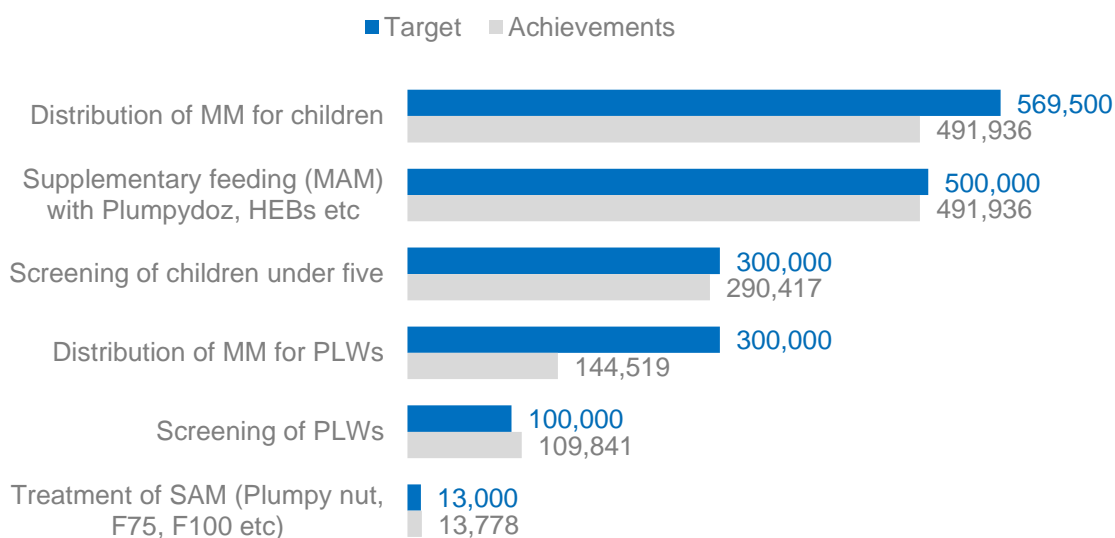 Target Achievements
Distribution of MM for children
569,500
491,936
Supplementary feeding (MAM)
with Plumpydoz, HEBs etc
500,000
491,936
Screening of children under five
300,000
290,417
Distribution of MM for PLWs
300,000
144,519
Screening of PLWs
100,000
109,841
Treatment of SAM (Plumpy nut,
F75, F100 etc)
13,000
13,778